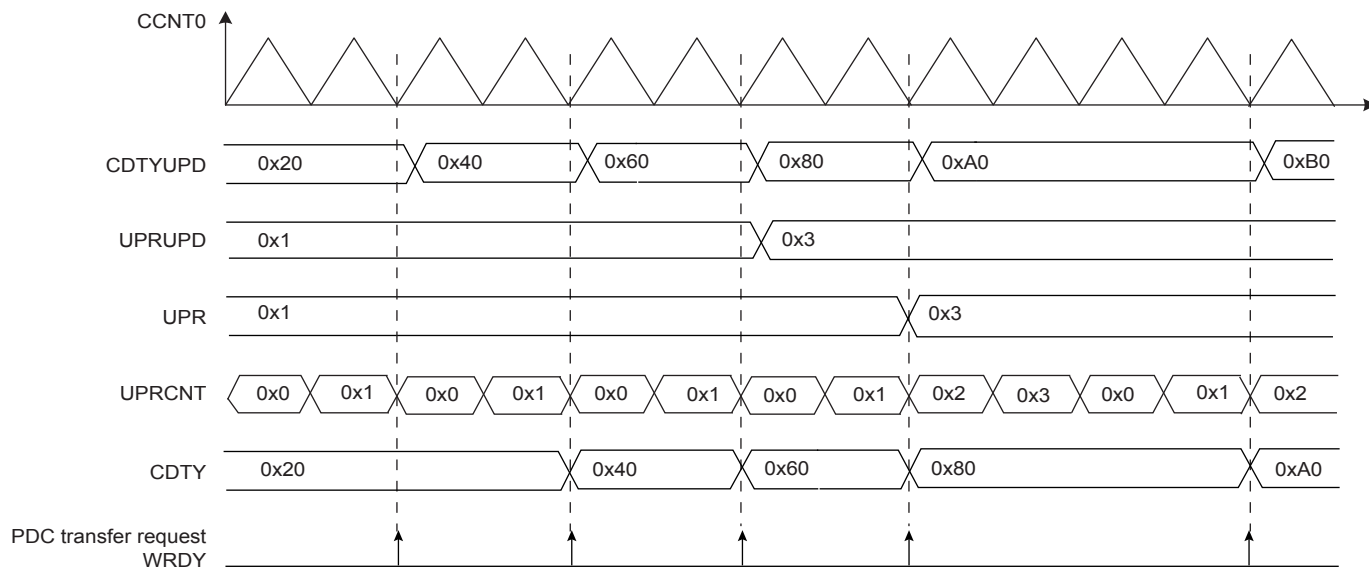 CCNT0
CDTYUPD 0x20 0x40 0x60 0x80 0xA0 0xB0
UPRUPD 0x1 0x3
UPR 0x1 0x3
UPRCNT 0x0 0x1 0x0 0x1 0x0 0x1 0x0 0x1 0x2 0x3 0x0 0x1 0x2
CDTY 0x20 0x40 0x60 0x80 0xA0
PDC transfer request
WRDY